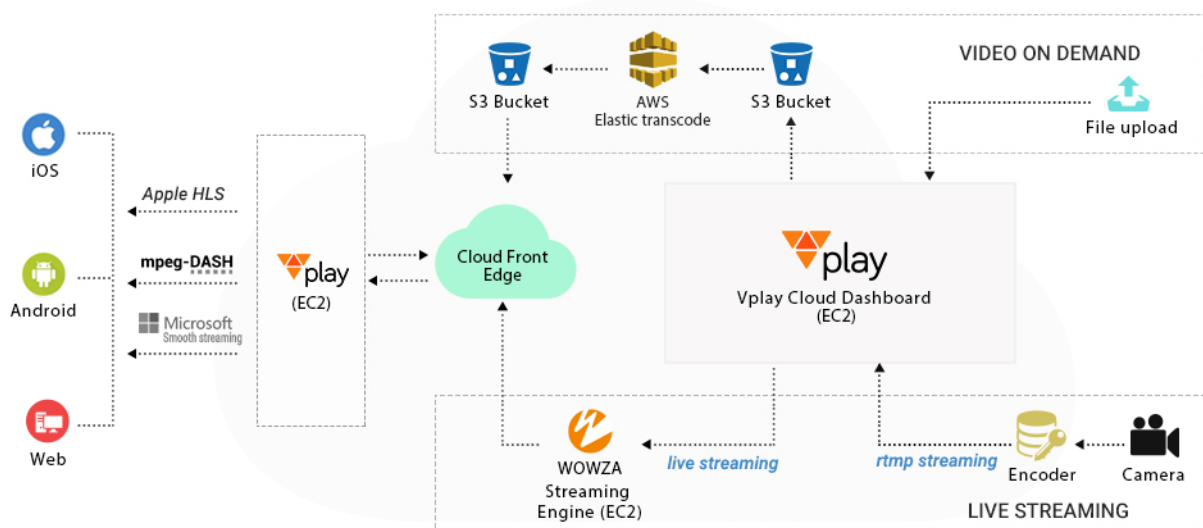 VIDEO ON DEMAND
S3 Bucket
AWS
Elastic transcode
S3 Bucket
File upload
iOS
Apple HLS
mpeg-DASH
Android
Microsoft
Smooth streaming
Web
play
(EC2)
Cloud Front
Edge
play
Vplay Cloud Dashboard
(EC2)
WOWZA
Streaming
Engine (EC2)
live streaming
rtmp streaming
Encoder
Camera
LIVE STREAMING